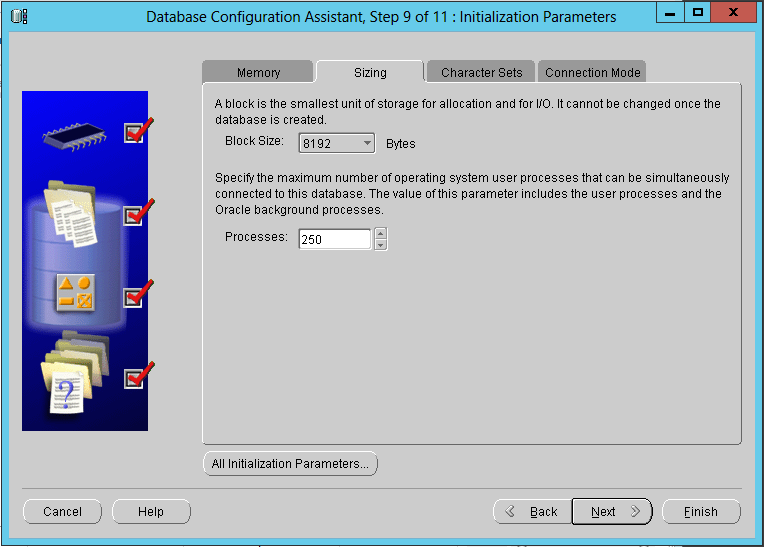 Database Configuration Assistant, Step 9 of 11 : Initialization Parameters
Memory
Sizing
Character Sets
Connection Mode
A block is the smallest unit of storage for allocation and for I/O. It cannot be changed once the
database is created.
Block Size: 8192 Bytes
Specify the maximum number of operating system user processes that can be simultaneously
connected to this database. The value of this parameter includes the user processes and the
Oracle background processes.
Processes: 250
?
All Initialization Parameters...
Cancel
Help
Back
Next
Finish